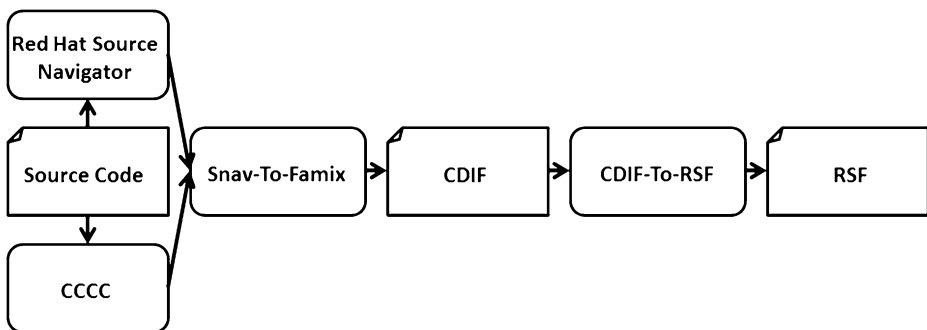 Red Hat Source
Navigator
Source Code
CCCC
Snav-To-Famix
CDIF
CDIF-To-RSF
RSF